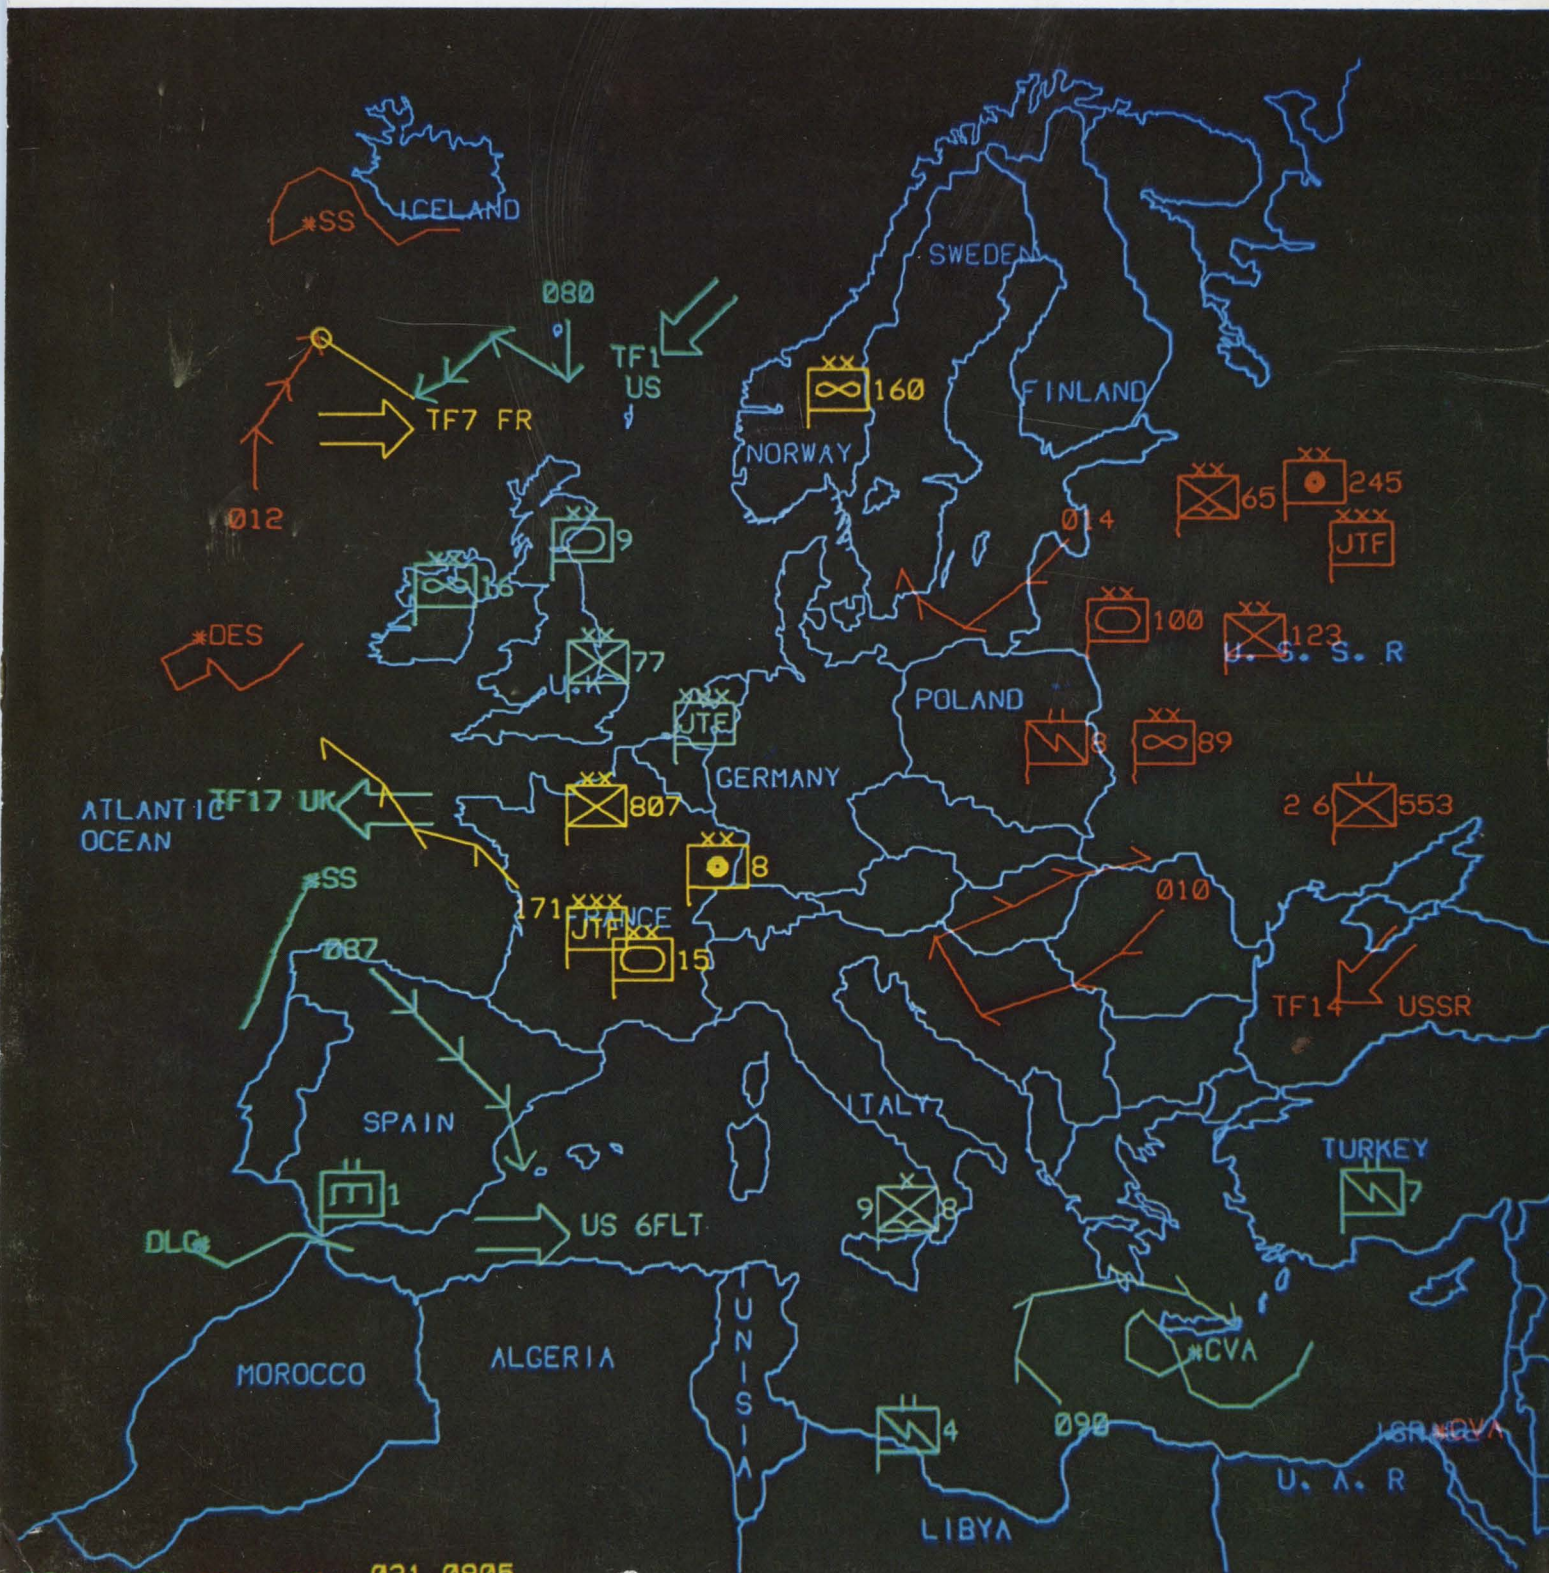 ICELAND
*SS
SWEDEN
080
TF1
US
FINLAND
160
TF7 FR
NORWAY
65
245
JTF
012
014
9
16
100
123
U. S. S. R
*DES
77
U.K
POLAND
JTF
8
89
GERMANY
ATLANTIC
OCEAN
TF17 UK
807
2 6
553
8
*SS
010
171
FRANCE
JTF
15
087
TF14
USSR
ITALY
SPAIN
TURKEY
1
9
8
7
DLG*
US 6FLT
TUNISIA
ALGERIA
MOROCCO
*CVA
090
4
*CVA
U. A. R
LIBYA